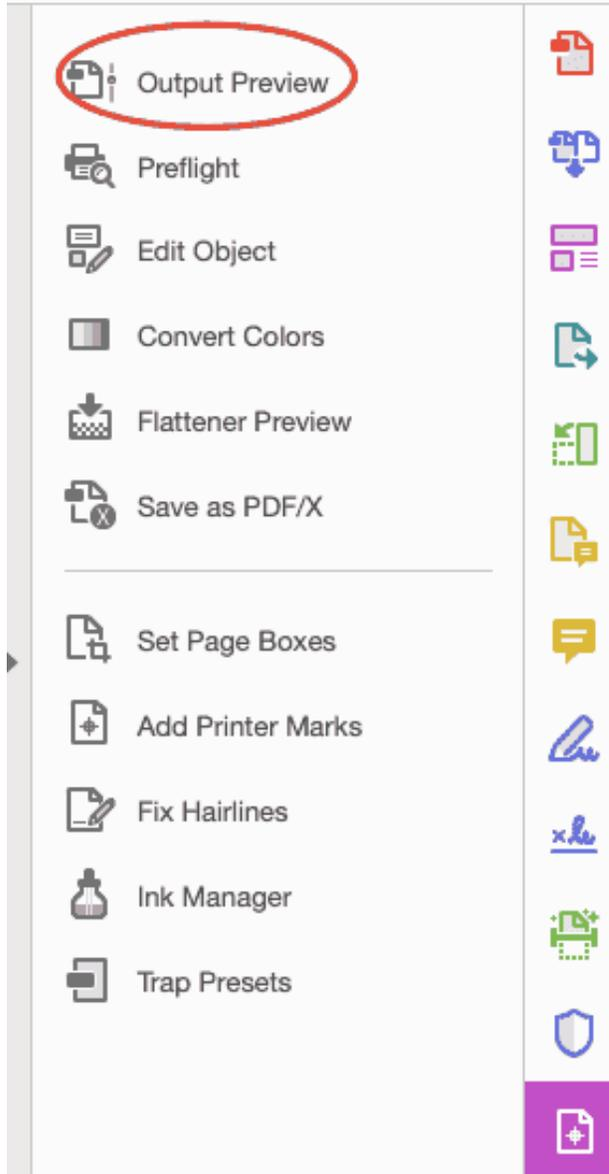 Output Preview
Preflight
Edit Object
Convert Colors
Flattener Preview
Save as PDF/X
Set Page Boxes
Add Printer Marks
Fix Hairlines
Ink Manager
Trap Presets